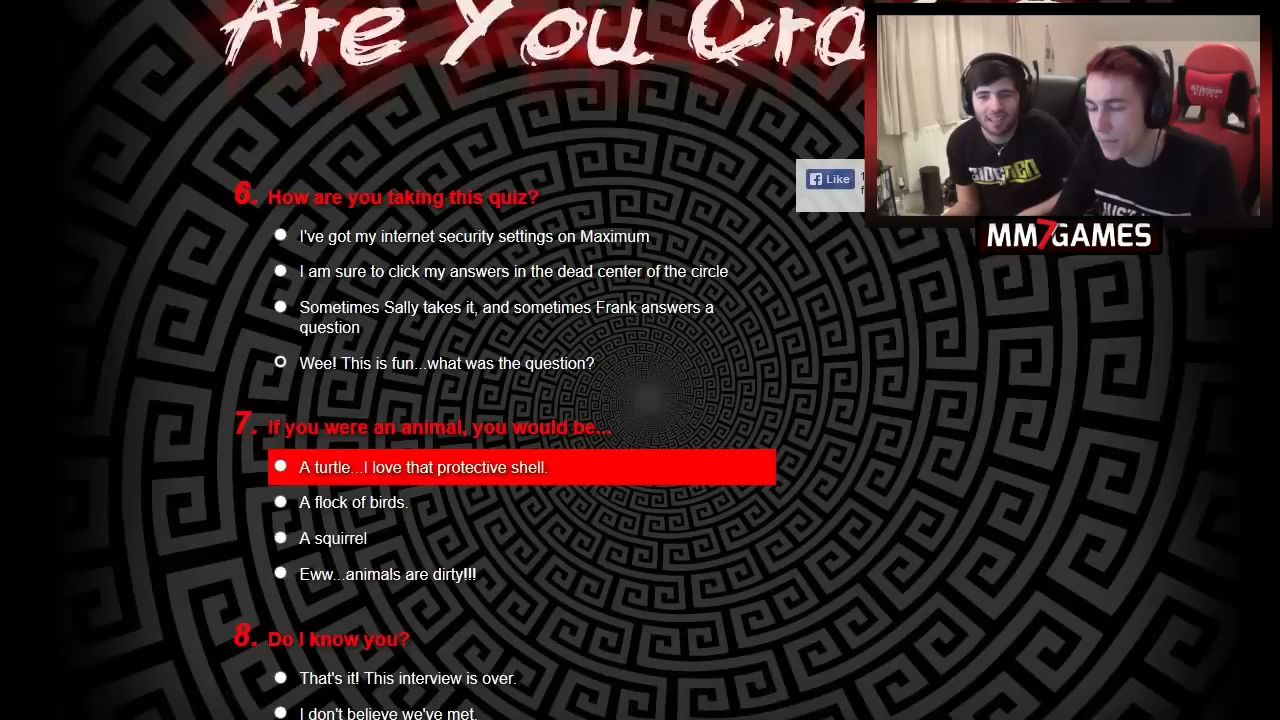 Are You Cra
6. How are you taking this quiz?
I've got my internet security settings on Maximum
I am sure to click my answers in the dead center of the circle
Sometimes Sally takes it, and sometimes Frank answers a
question
Wee! This is fun...what was the question?
7. If you were an animal, you would be...
A turtle...I love that protective shell.
A flock of birds.
A squirrel
Eww...animals are dirty!!!
8. Do I know you?
That's it! This interview is over.
I don't believe we've met.
Like
MM7GAMES